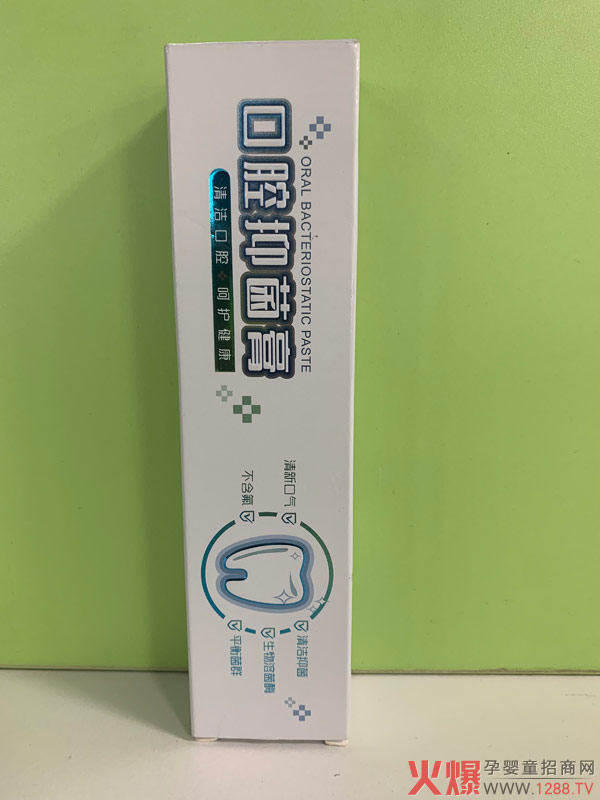 口腔抑菌膏
ORAL BACTERIOSTATIC PASTE
清洁口腔 呵护健康
清新口气
不含氟
清洁抑菌
生物溶菌酶
平衡菌群
火爆孕婴童招商网
www.1288.TV